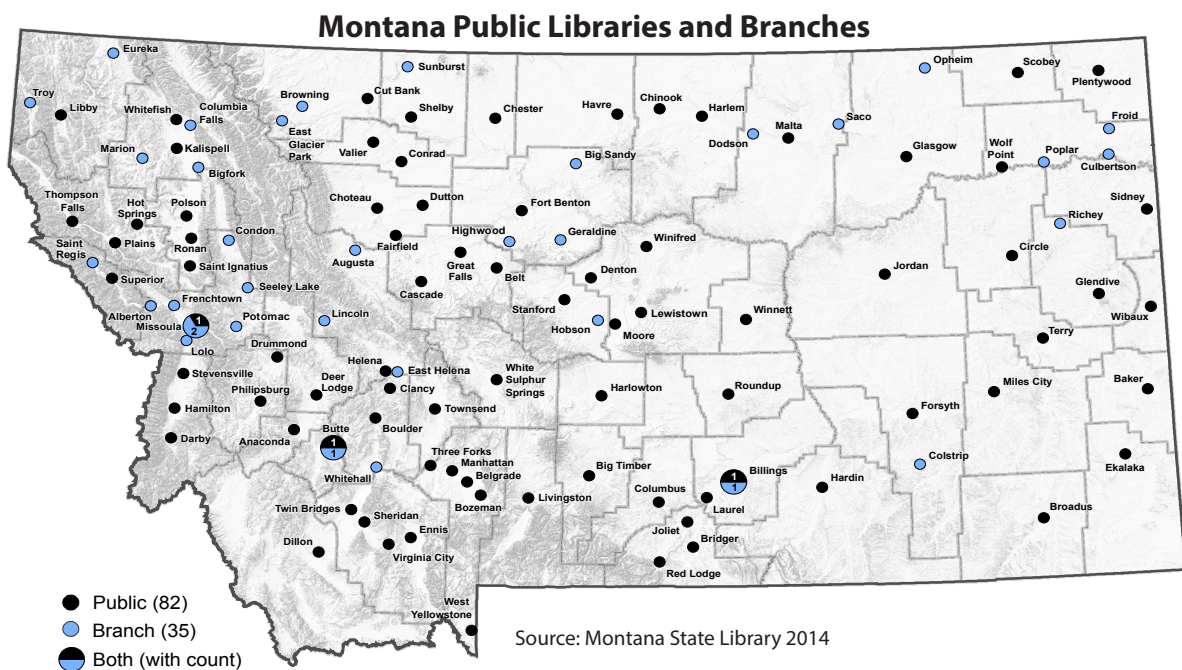 Montana Public Libraries and Branches
Eureka
Troy
Libby
Whitefish
Columbia
Falls
Marion
Kalispell
Bigfork
Browning
East
Glacier
Park
Sunburst
Cut Bank
Shelby
Valier
Conrad
Chester
Havre
Chinook
Harlem
Big Sandy
Dodson
Malta
Saco
Opheim
Glasgow
Scobey
Plentywood
Froid
Wolf
Point
Poplar
Culbertson
Sidney
Richey
Thompson
Falls
Hot
Springs
Polson
Plains
Ronan
Condon
Saint
Regis
Superior
Saint Ignatius
Seeley Lake
Choteau
Dutton
Fairfield
Augusta
Fort Benton
Highwood
Geraldine
Great
Falls
Belt
Cascade
Winifred
Denton
Stanford
Hobson
Moore
Lewistown
Winnett
Jordan
Circle
Glendive
Wibaux
Terry
Alberton
Frenchtown
Missoula
1
2
Potomac
Lolo
Lincoln
Drummond
Stevensville
Philipsburg
Hamilton
Darby
Anaconda
Deer
Lodge
Helena
East Helena
Clancy
Townsend
Boulder
Butte
1
1
Whitehall
White
Sulphur
Springs
Harlowton
Roundup
Forsyth
Miles City
Baker
Colstrip
Ekalaka
Three Forks
Manhattan
Belgrade
Bozeman
Livingston
Big Timber
Columbus
Billings
1
1
Laurel
Hardin
Joliet
Bridger
Red Lodge
Broadus
Twin Bridges
Sheridan
Ennis
Virginia City
Dillon
West
Yellowstone
Public (82)
Branch (35)
Both (with count)
Source: Montana State Library 2014